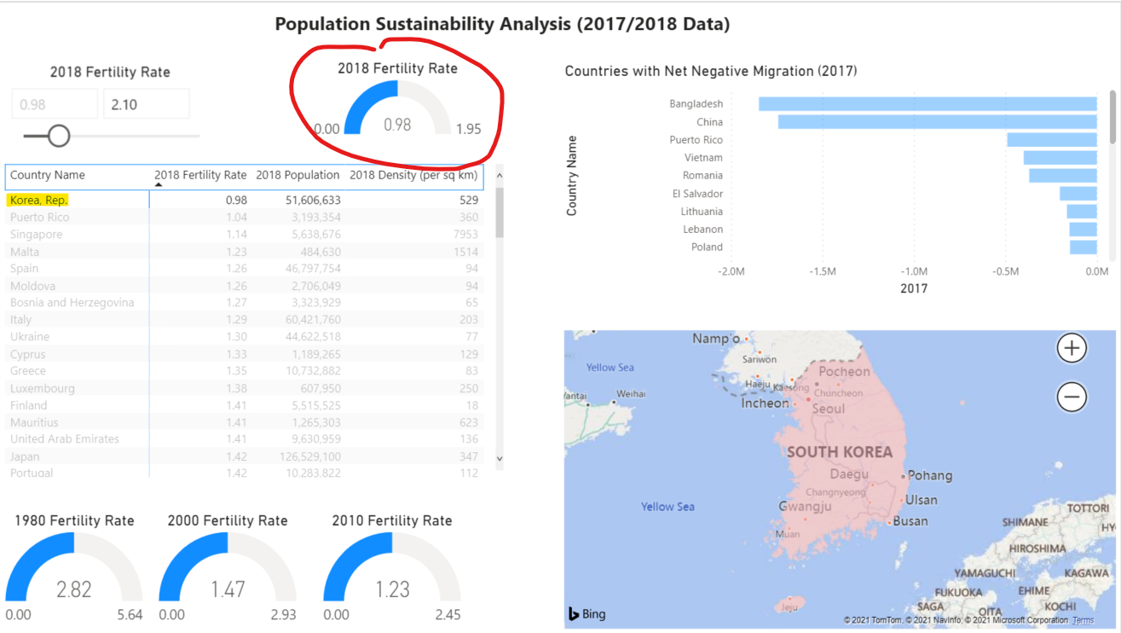 Population Sustainability Analysis (2017/2018 Data)
2018 Fertility Rate
0.98 2.10
2018 Fertility Rate
0.00 0.98 1.95
Country Name 2018 Fertility Rate 2018 Population 2018 Density (per sq km)
Korea, Rep. 0.98 51,606,633 529
Puerto Rico 1.04 3,193,354 360
Singapore 1.14 5,638,676 7953
Malta 1.23 484,630 1514
Spain 1.26 46,797,754 94
Moldova 1.26 2,706,049 94
Bosnia and Herzegovina 1.27 3,323,929 65
Italy 1.29 60,421,760 203
Ukraine 1.30 44,622,518 77
Cyprus 1.33 1,189,265 129
Greece 1.35 10,732,882 83
Luxembourg 1.38 607,950 250
Finland 1.41 5,515,525 18
Mauritius 1.41 1,265,303 623
United Arab Emirates 1.41 9,630,959 136
Japan 1.42 126,529,100 347
Portugal 1.42 10,283,822 112
1980 Fertility Rate
2.82
0.00 5.64
2000 Fertility Rate
1.47
0.00 2.93
2010 Fertility Rate
1.23
0.00 2.45
Countries with Net Negative Migration (2017)
Country Name
Bangladesh
China
Puerto Rico
Vietnam
Romania
El Salvador
Lithuania
Lebanon
Poland
-2.0M -1.5M -1.0M -0.5M 0.0M
2017
Namp'o
Sariwon
Yellow Sea
Pocheon
Haeju Kaesong
Chuncheon
Weihai
Yantai
Incheon
Seoul
SOUTH KOREA
Daegu
Pohang
Changnyeong
Ulsan
Gwangju
Yellow Sea
Busan
Muan
TOTTORI
SHIMANE
HY
HIROSHIMA
YAMAGUCHI
KAGAWA
FUKUOKA
EHIME
SAGA
OITA
KOCHI
Jeju
Bing
© 2021 TomTom, © 2021 NavInfo, © 2021 Microsoft Corporation Terms